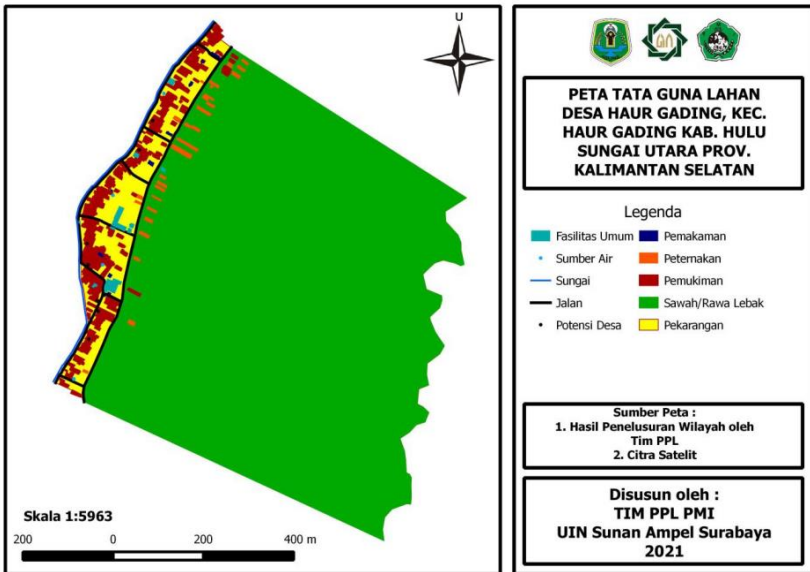 U
Skala 1:5963
200 0 200 400 m
PETA TATA GUNA LAHAN
DESA HAUR GADING, KEC.
HAUR GADING KAB. HULU
SUNGAI UTARA PROV.
KALIMANTAN SELATAN
Legenda
Fasilitas Umum
Sumber Air
Sungai
Jalan
Potensi Desa
Pemakaman
Peternakan
Pemukiman
Sawah/Rawa Lebak
Pekarangan
Sumber Peta :
1. Hasil Penelusuran Wilayah oleh
Tim PPL
2. Citra Satelit
Disusun oleh :
TIM PPL PMI
UIN Sunan Ampel Surabaya
2021